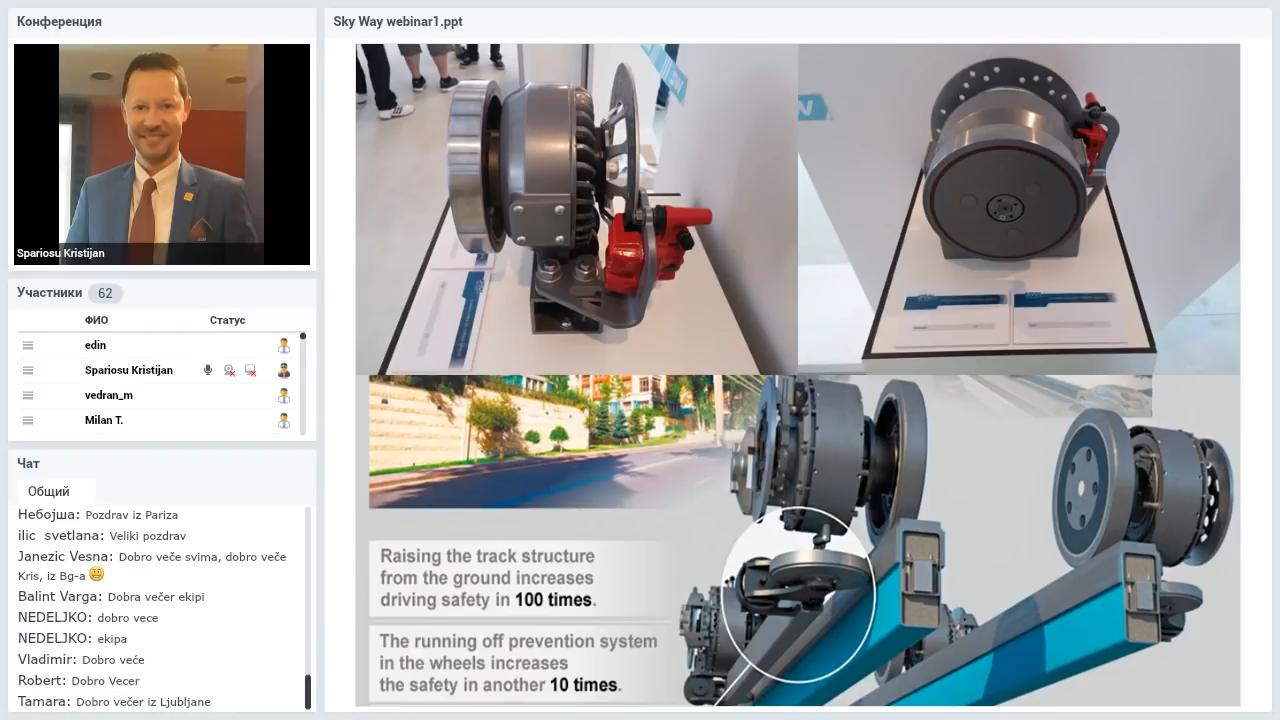 Конференция
Spariosu Kristijan
Участники 62
ФИО Статус
edin
Spariosu Kristijan
vedran_m
Milan T.
Чат
Общий
Небојша: Pozdrav iz Pariza
ilic svetlana: Veliki pozdrav
Janezic Vesna: Dobro veče svima, dobro veče
Kris, iz Bg-a
Balint Varga: Dobra večer ekipi
NEDELJKO: dobro vece
NEDELJKO: ekipa
Vladimir: Dobro veće
Robert: Dobro Vecer
Tamara: Dobro večer iz Ljubljane
Sky Way webinar1.ppt
SW
W
Raising the track structure
from the ground increases
driving safety in 100 times.
The running off prevention system
in the wheels increases
the safety in another 10 times.